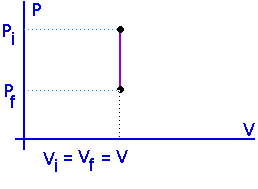 P
Pi
Pf
V
Vi = Vf = V